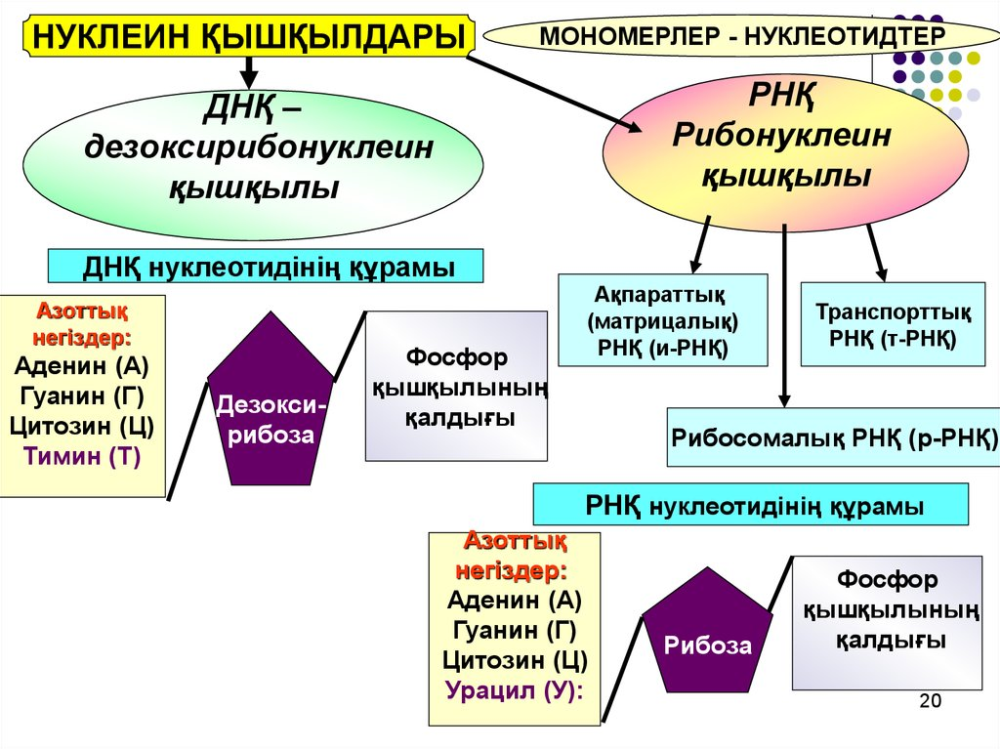 НУКЛЕИН ҚЫШҚЫЛДАРЫ
МОНОМЕРЛЕР - НУКЛЕОТИДТЕР
ДНҚ –
дезоксирибонуклеин
қышқылы
РНҚ
Рибонуклеин
қышқылы
ДНҚ нуклеотидінің құрамы
Азоттық
негіздер:
Аденин (А)
Гуанин (Г)
Цитозин (Ц)
Тимин (Т)
Дезокси-
рибоза
Фосфор
қышқылының
қалдығы
Ақпараттық
(матрицалық)
РНҚ (и-РНҚ)
Транспорттық
РНҚ (т-РНҚ)
Рибосомалық РНҚ (р-РНҚ)
РНҚ нуклеотидінің құрамы
Азоттық
негіздер:
Аденин (А)
Гуанин (Г)
Цитозин (Ц)
Урацил (У):
Рибоза
Фосфор
қышқылының
қалдығы
20